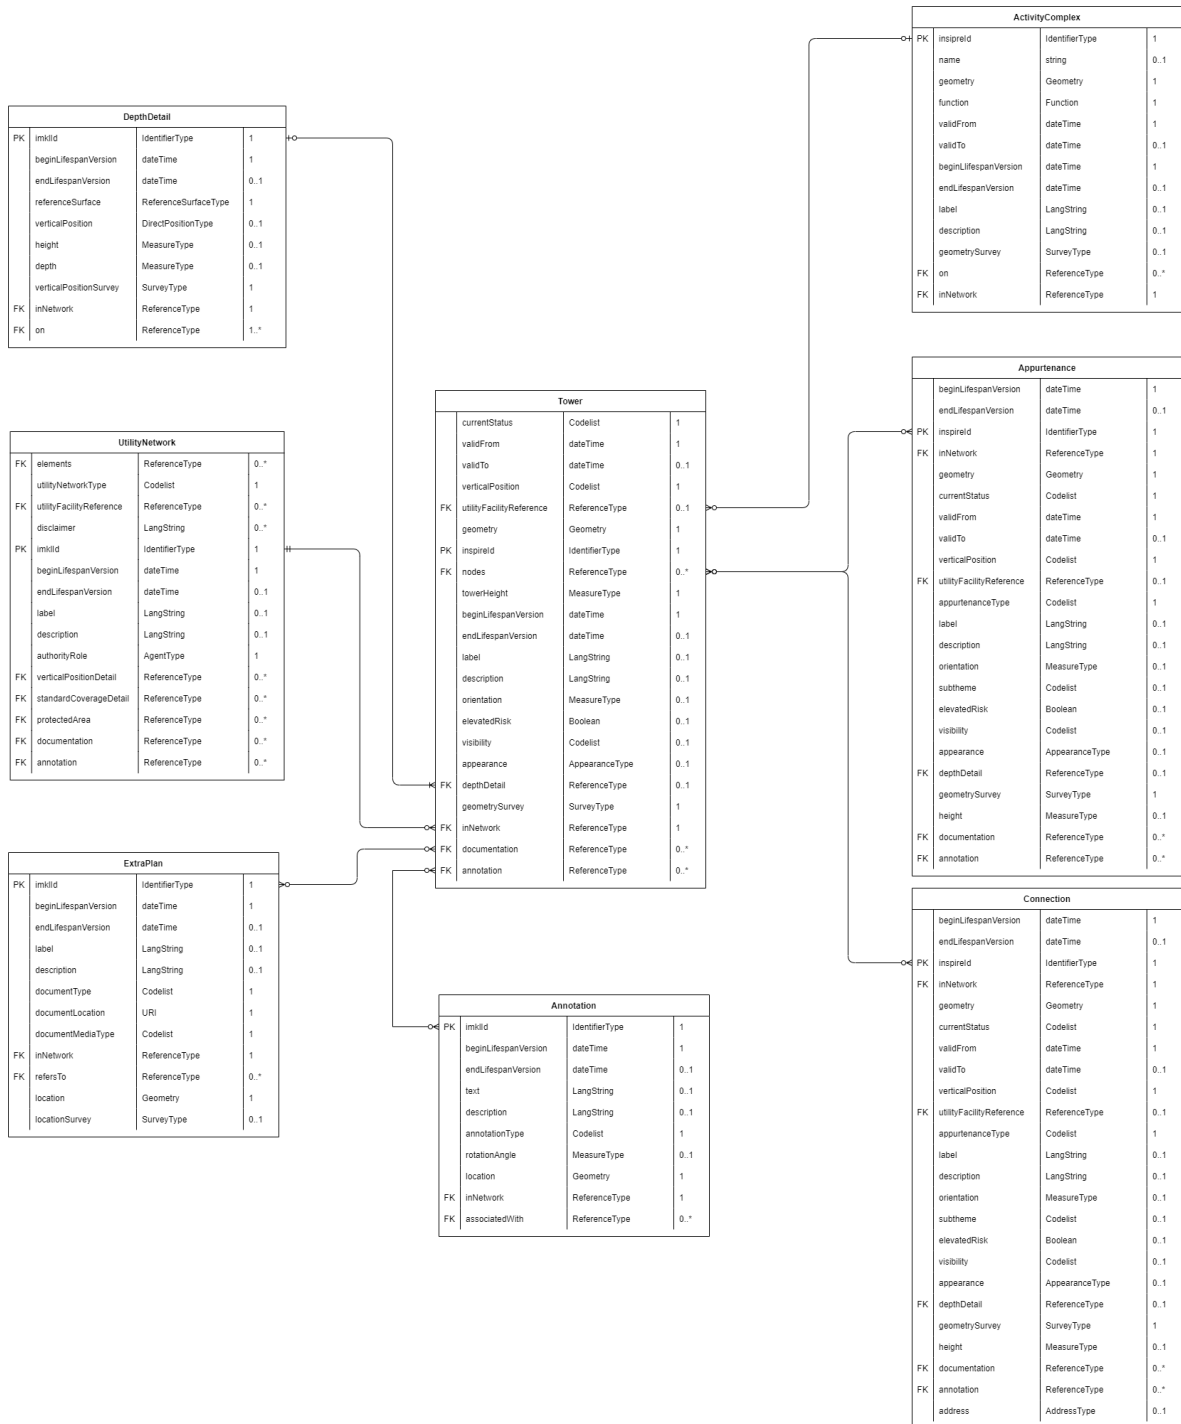 ActivityComplex
PK insipreId IdentifierType 1
name string 0..1
geometry Geometry 1
function Function 1
validFrom dateTime 1
validTo dateTime 0..1
beginLIfespanVersion dateTime 1
endLifespanVersion dateTime 0..1
label LangString 0..1
description LangString 0..1
geometrySurvey SurveyType 0..1
FK on ReferenceType 0..*
FK inNetwork ReferenceType 1
DepthDetail
PK imklId IdentifierType 1
beginLifespanVersion dateTime 1
endLifespanVersion dateTime 0..1
referenceSurface ReferenceSurfaceType 1
verticalPosition DirectPositionType 0..1
height MeasureType 0..1
depth MeasureType 0..1
verticalPositionSurvey SurveyType 1
FK inNetwork ReferenceType 1
FK on ReferenceType 1..*
UtilityNetwork
FK elements ReferenceType 0..*
utilityNetworkType Codelist 1
FK utilityFacilityReference ReferenceType 0..*
disclaimer LangString 0..*
PK imklId IdentifierType 1
beginLifespanVersion dateTime 1
endLifespanVersion dateTime 0..1
label LangString 0..1
description LangString 0..1
authorityRole AgentType 1
FK verticalPositionDetail ReferenceType 0..*
FK standardCoverageDetail ReferenceType 0..*
FK protectedArea ReferenceType 0..*
FK documentation ReferenceType 0..*
FK annotation ReferenceType 0..*
Tower
currentStatus Codelist 1
validFrom dateTime 1
validTo dateTime 0..1
verticalPosition Codelist 1
FK utilityFacilityReference ReferenceType 0..1
geometry Geometry 1
PK inspireId IdentifierType 1
FK nodes ReferenceType 0..*
towerHeight MeasureType 1
beginLifespanVersion dateTime 1
endLifespanVersion dateTime 0..1
label LangString 0..1
description LangString 0..1
orientation MeasureType 0..1
elevatedRisk Boolean 0..1
visibility Codelist 0..1
appearance AppearanceType 0..1
FK depthDetail ReferenceType 0..1
geometrySurvey SurveyType 1
FK inNetwork ReferenceType 1
FK documentation ReferenceType 0..*
FK annotation ReferenceType 0..*
Appurtenance
beginLifespanVersion dateTime 1
endLifespanVersion dateTime 0..1
PK inspireId IdentifierType 1
FK inNetwork ReferenceType 1
geometry Geometry 1
currentStatus Codelist 1
validFrom dateTime 1
validTo dateTime 0..1
verticalPosition Codelist 1
FK utilityFacilityReference ReferenceType 0..1
appurtenanceType Codelist 1
label LangString 0..1
description LangString 0..1
orientation MeasureType 0..1
subtheme Codelist 0..1
elevatedRisk Boolean 0..1
visibility Codelist 0..1
appearance AppearanceType 0..1
FK depthDetail ReferenceType 0..1
geometrySurvey SurveyType 1
height MeasureType 0..1
FK documentation ReferenceType 0..*
FK annotation ReferenceType 0..*
ExtraPlan
PK imklId IdentifierType 1
beginLifespanVersion dateTime 1
endLifespanVersion dateTime 0..1
label LangString 0..1
description LangString 0..1
documentType Codelist 1
documentLocation URI 1
documentMediaType Codelist 1
FK inNetwork ReferenceType 1
FK refersTo ReferenceType 0..*
location Geometry 1
locationSurvey SurveyType 0..1
Annotation
PK imklId IdentifierType 1
beginLifespanVersion dateTime 1
endLifespanVersion dateTime 0..1
text LangString 0..1
description LangString 0..1
annotationType Codelist 1
rotationAngle MeasureType 0..1
location Geometry 1
FK inNetwork ReferenceType 1
FK associatedWith ReferenceType 0..*
Connection
beginLifespanVersion dateTime 1
endLifespanVersion dateTime 0..1
PK inspireId IdentifierType 1
FK inNetwork ReferenceType 1
geometry Geometry 1
currentStatus Codelist 1
validFrom dateTime 1
validTo dateTime 0..1
verticalPosition Codelist 1
FK utilityFacilityReference ReferenceType 0..1
appurtenanceType Codelist 1
label LangString 0..1
description LangString 0..1
orientation MeasureType 0..1
subtheme Codelist 0..1
elevatedRisk Boolean 0..1
visibility Codelist 0..1
appearance AppearanceType 0..1
FK depthDetail ReferenceType 0..1
geometrySurvey SurveyType 1
height MeasureType 0..1
FK documentation ReferenceType 0..*
FK annotation ReferenceType 0..*
address AddressType 0..1